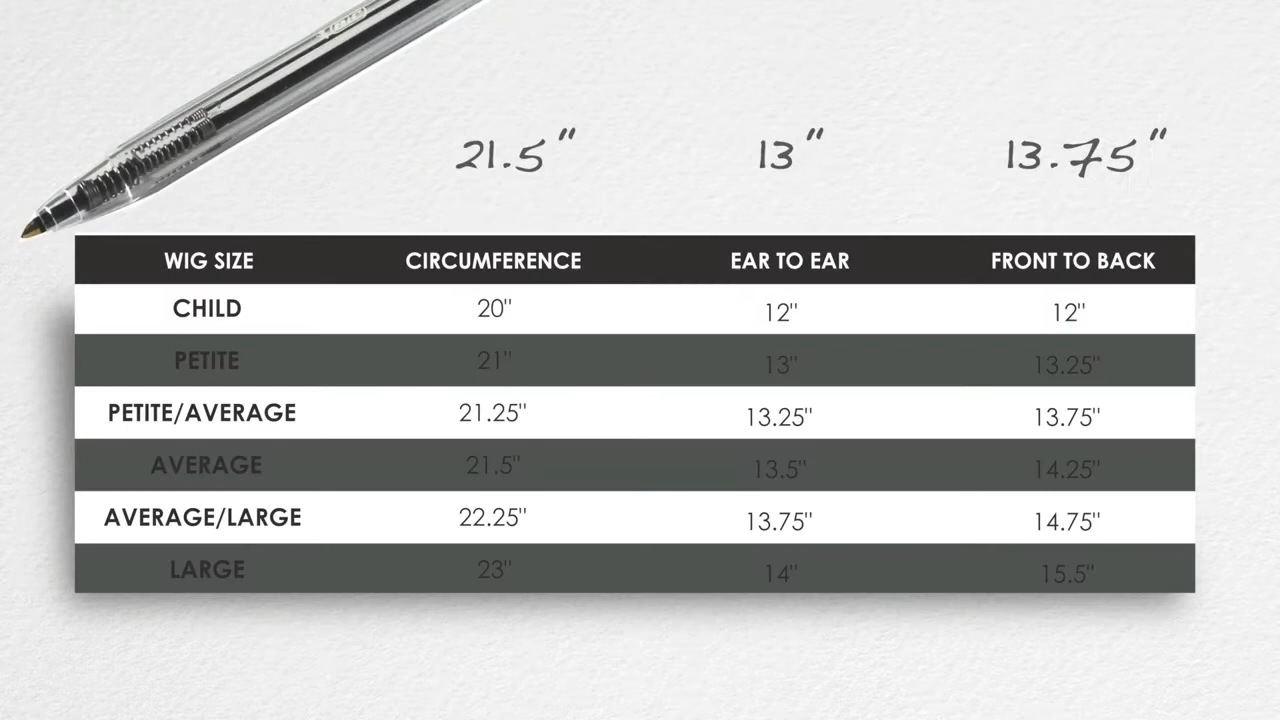 21.5" 13" 13.75"
WIG SIZE CIRCUMFERENCE EAR TO EAR FRONT TO BACK
CHILD 20" 12" 12"
PETITE 21" 13" 13.25"
PETITE/AVERAGE 21.25" 13.25" 13.75"
AVERAGE 21.5" 13.5" 14.25"
AVERAGE/LARGE 22.25" 13.75" 14.75"
LARGE 23" 14" 15.5"